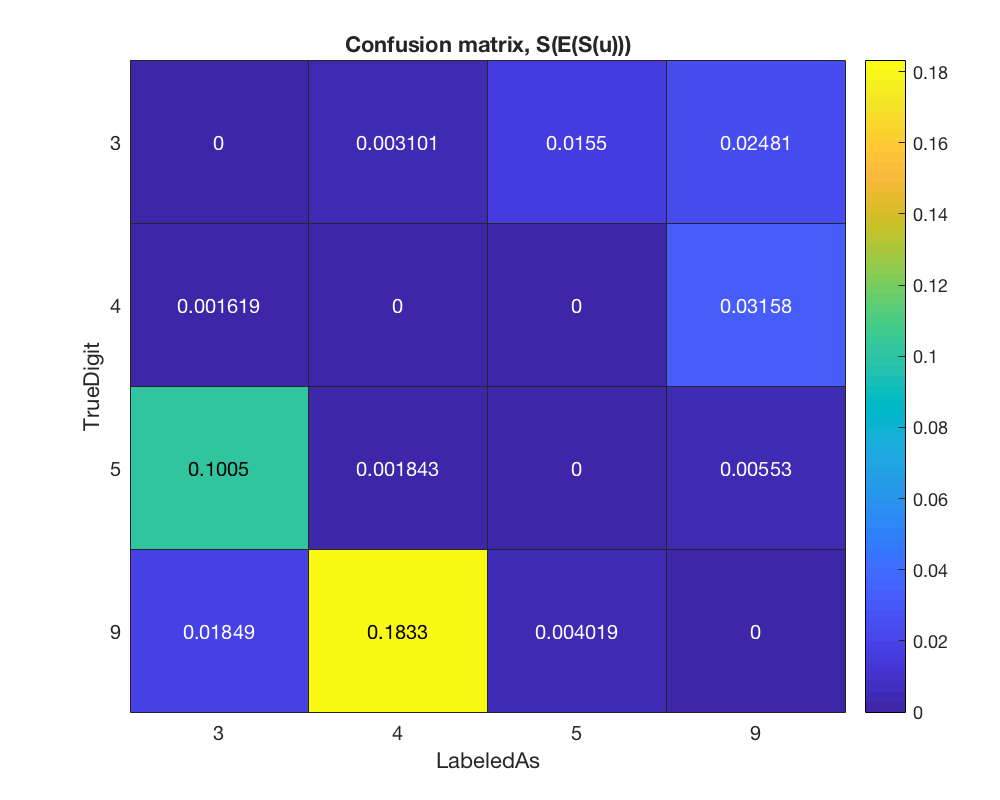 Confusion matrix, S(E(S(u)))
3 0 0.003101 0.0155 0.02481
4 0.001619 0 0 0.03158
5 0.1005 0.001843 0 0.00553
9 0.01849 0.1833 0.004019 0
3 4 5 9
LabeledAs
TrueDigit
0.18
0.16
0.14
0.12
0.1
0.08
0.06
0.04
0.02
0